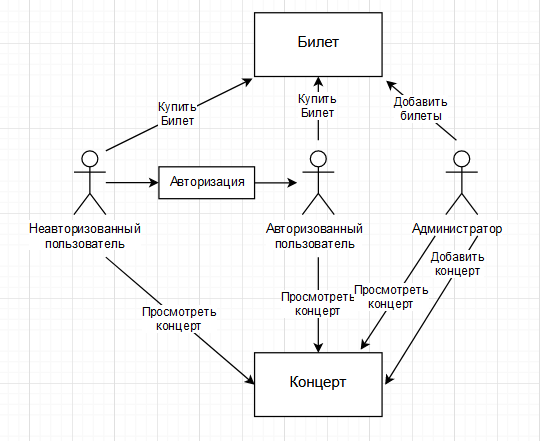 Билет
Купить
Билет
Купить
Билет
Добавить
билеты
Авторизация
Неавторизованный
пользователь
Авторизованный
пользователь
Администратор
Добавить
концерт
Просмотреть
концерт
Просмотреть
концерт
Просмотреть
концерт
Концерт